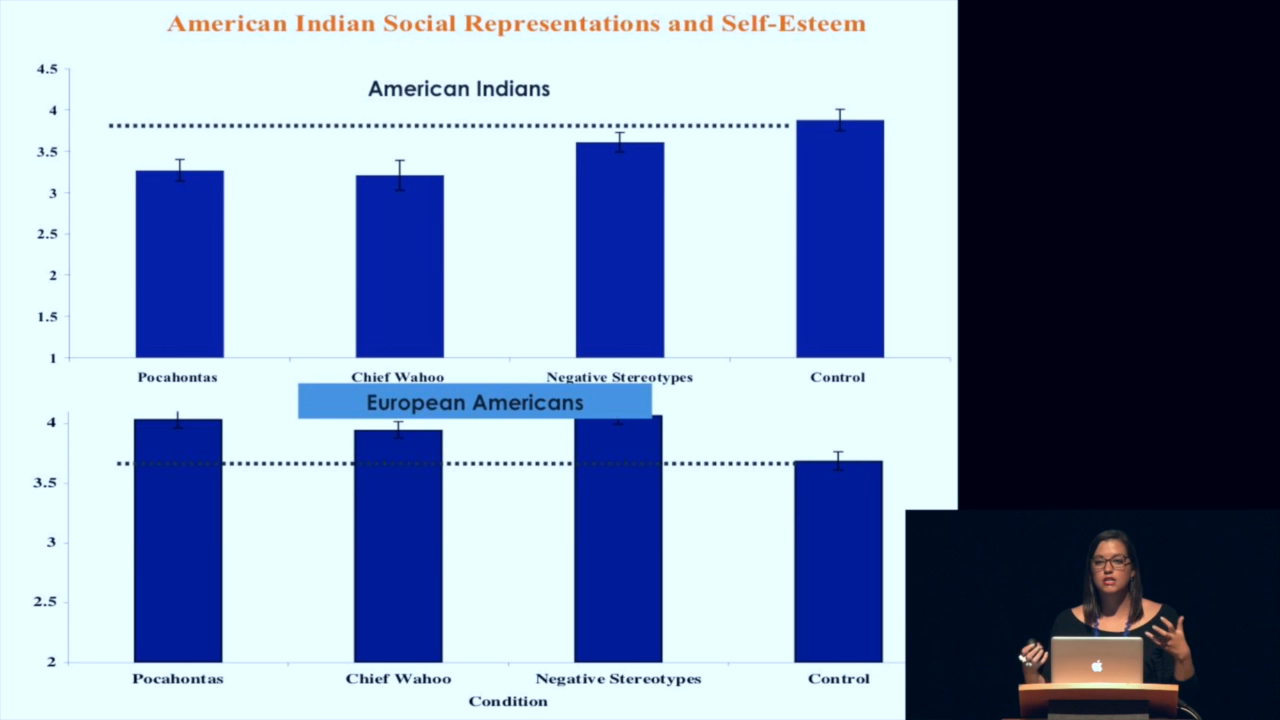 American Indian Social Representations and Self-Esteem
American Indians
4.5
4
3.5
3
2.5
2
1.5
1
Pocahontas Chief Wahoo Negative Stereotypes Control
European Americans
4
3.5
3
2.5
2
Pocahontas Chief Wahoo Negative Stereotypes Control
Condition